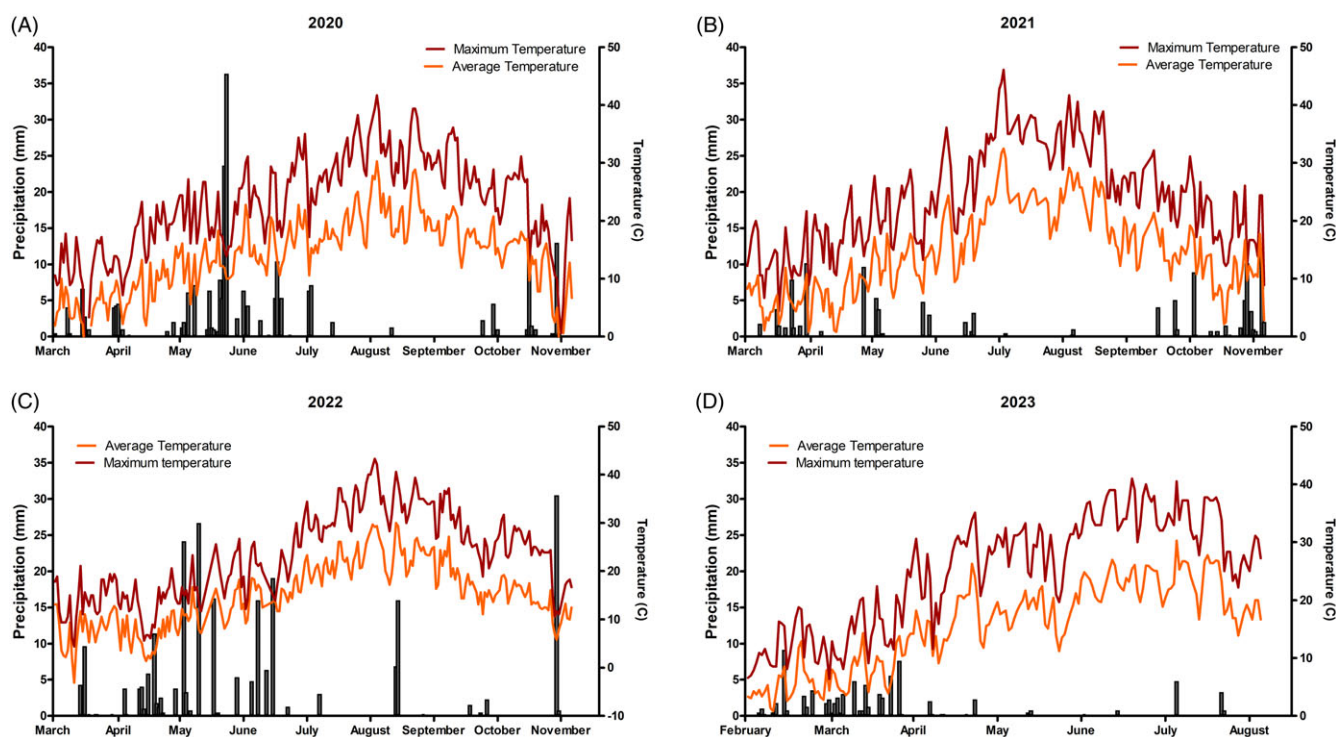 (A)
2020
Maximum Temperature
Average Temperature
Precipitation (mm)
40
35
30
25
20
15
10
5
0
50
40
30
20
10
0
Temperature (C)
March April May June July August September October November
(B)
2021
Maximum Temperature
Average Temperature
Precipitation (mm)
40
35
30
25
20
15
10
5
0
50
40
30
20
10
0
Temperature (C)
March April May June July August September October November
(C)
2022
Average Temperature
Maximum temperature
Precipitation (mm)
40
35
30
25
20
15
10
5
0
50
40
30
20
10
0
-10
Temperature (C)
March April May June July August September October November
(D)
2023
Average Temperature
Maximum temperature
Precipitation (mm)
40
35
30
25
20
15
10
5
0
50
40
30
20
10
0
Temperature (C)
February March April May June July August